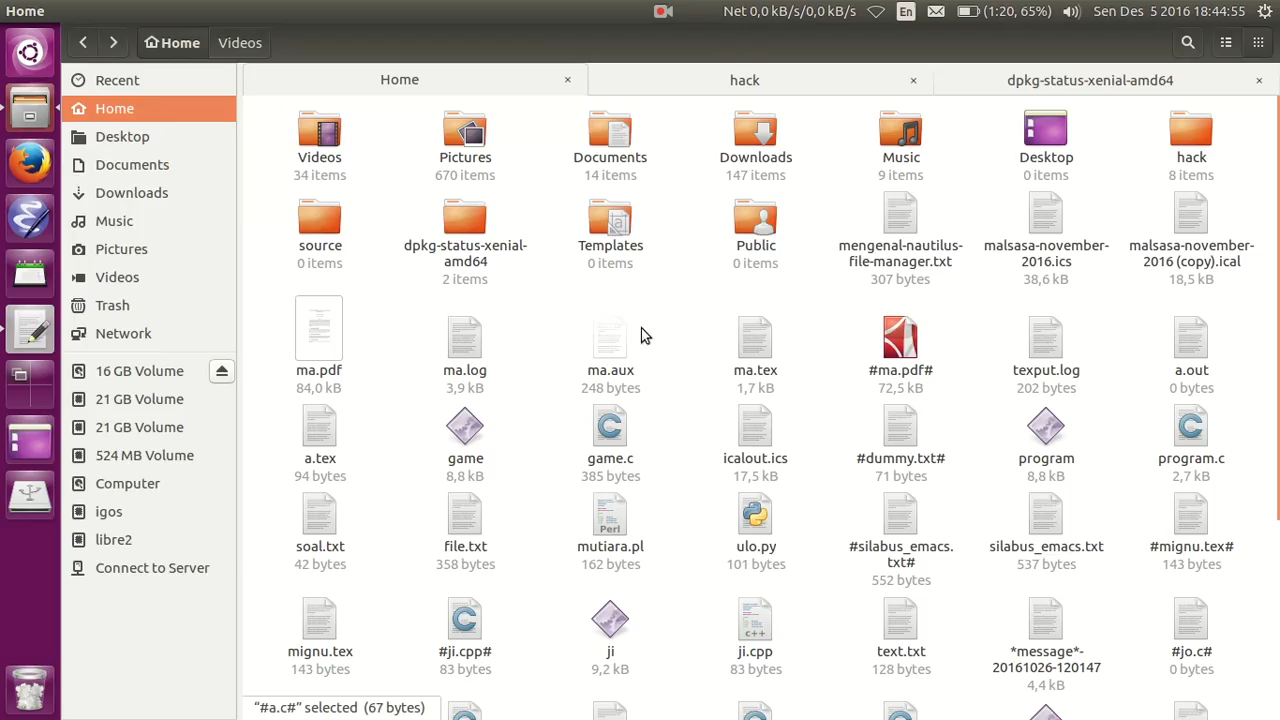 Home
Net 0,0 kB/s/0,0 kB/s
En
(1:20, 65%)
Sen Des 5 2016 18:44:55
Home
Videos
Recent
Home
Desktop
Documents
Downloads
Music
Pictures
Videos
Trash
Network
16 GB Volume
21 GB Volume
21 GB Volume
524 MB Volume
Computer
igos
libre2
Connect to Server
Home
hack
dpkg-status-xenial-amd64
Videos
34 items
Pictures
670 items
Documents
14 items
Downloads
147 items
Music
9 items
Desktop
0 items
hack
8 items
source
0 items
dpkg-status-xenial-
amd64
2 items
Templates
0 items
Public
0 items
mengenal-nautilus-
file-manager.txt
307 bytes
malsasa-november-
2016.ics
38,6 kB
malsasa-november-
2016 (copy).ical
18,5 kB
ma.pdf
84,0 kB
ma.log
3,9 kB
ma.aux
248 bytes
ma.tex
1,7 kB
#ma.pdf#
72,5 kB
texput.log
202 bytes
a.out
0 bytes
a.tex
94 bytes
game
8,8 kB
C
game.c
385 bytes
icalout.ics
17,5 kB
#dummy.txt#
71 bytes
program
8,8 kB
C
program.c
2,7 kB
soal.txt
42 bytes
file.txt
358 bytes
Perl
mutiara.pl
162 bytes
ulo.py
101 bytes
#silabus_emacs.
txt#
552 bytes
silabus_emacs.txt
537 bytes
#mignu.tex#
143 bytes
mignu.tex
143 bytes
C
#ji.cpp#
83 bytes
ji
9,2 kB
c++
ji.cpp
83 bytes
text.txt
128 bytes
*message*-
20161026-120147
4,4 kB
#jo.c#
0 bytes
“#a.c#” selected (67 bytes)